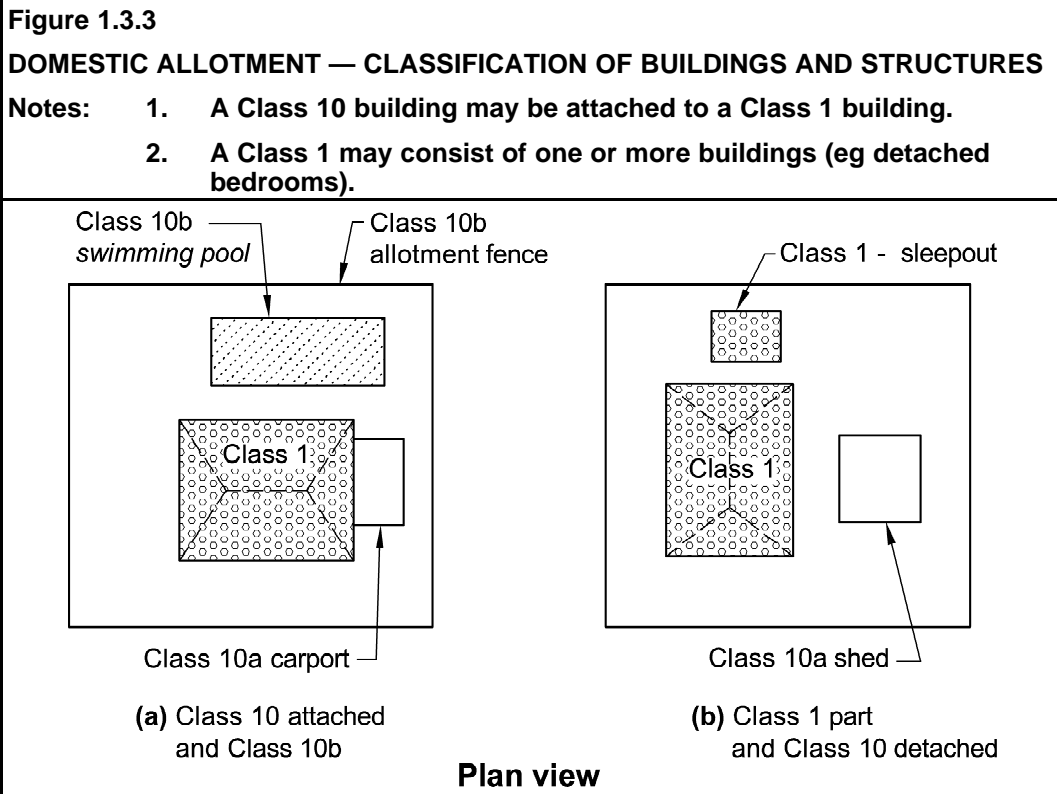 Figure 1.3.3
DOMESTIC ALLOTMENT — CLASSIFICATION OF BUILDINGS AND STRUCTURES
Notes: 1. A Class 10 building may be attached to a Class 1 building.
2. A Class 1 may consist of one or more buildings (eg detached
bedrooms).
Class 10b
swimming pool
Class 10b
allotment fence
Class 1
Class 10a carport
(a) Class 10 attached
and Class 10b
Class 1 - sleepout
Class 1
Class 10a shed
(b) Class 1 part
and Class 10 detached
Plan view